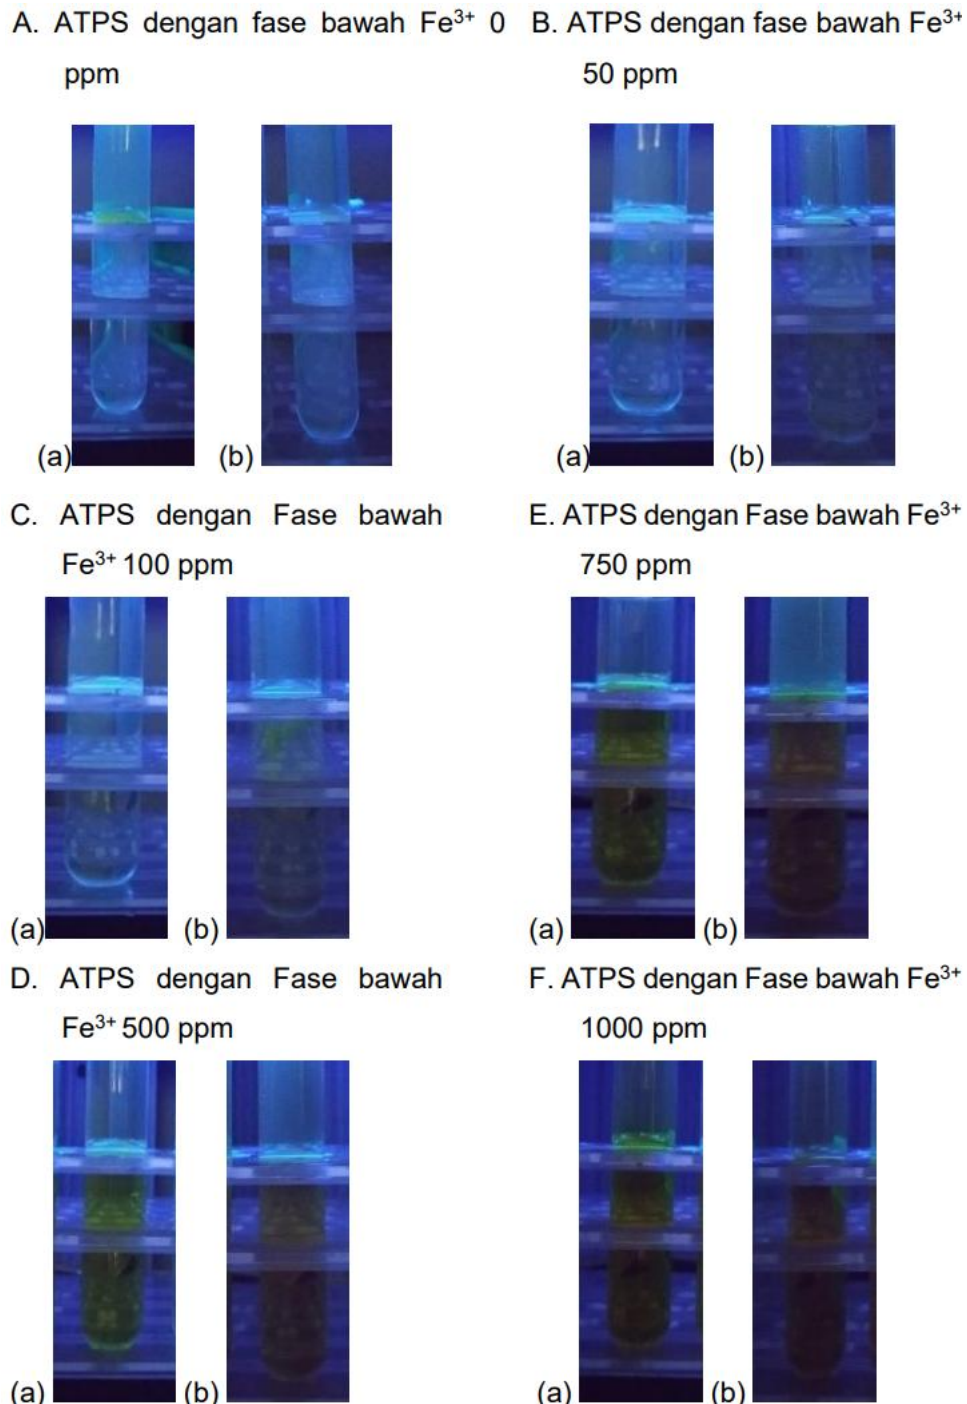 A. ATPS dengan fase bawah Fe³⁺ 0
ppm
B. ATPS dengan fase bawah Fe³⁺
50 ppm
(a)
(b)
(a)
(b)
C. ATPS dengan Fase bawah
Fe³⁺ 100 ppm
E. ATPS dengan Fase bawah Fe³⁺
750 ppm
(a)
(b)
(a)
(b)
D. ATPS dengan Fase bawah
Fe³⁺ 500 ppm
F. ATPS dengan Fase bawah Fe³⁺
1000 ppm
(a)
(b)
(a)
(b)